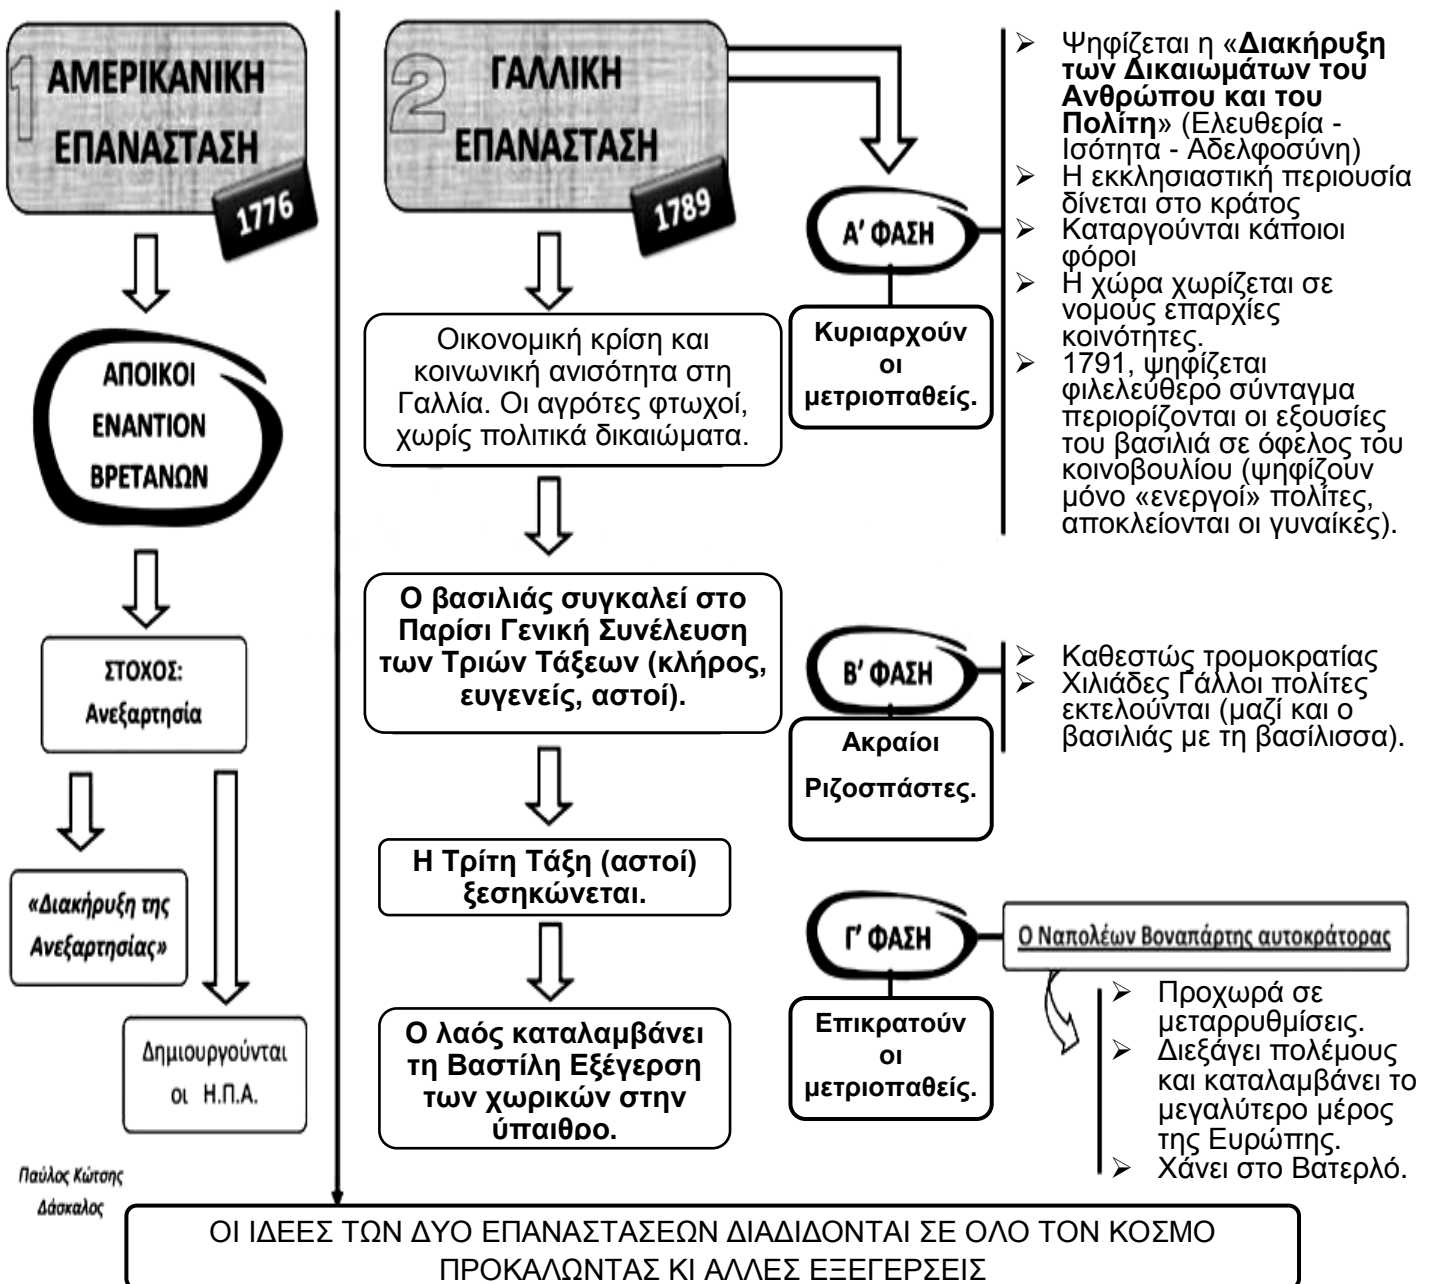 1
ΑΜΕΡΙΚΑΝΙΚΗ
ΕΠΑΝΑΣΤΑΣΗ
1776
ΑΠΟΙΚΟΙ
ΕΝΑΝΤΙΟΝ
ΒΡΕΤΑΝΩΝ
ΣΤΟΧΟΣ:
Ανεξαρτησία
«Διακήρυξη της
Ανεξαρτησίας»
Δημιουργούνται
οι Η.Π.Α.
Παύλος Κώτσης
Δάσκαλος
2
ΓΑΛΛΙΚΗ
ΕΠΑΝΑΣΤΑΣΗ
1789
Οικονομική κρίση και
κοινωνική ανισότητα στη
Γαλλία. Οι αγρότες φτωχοί,
χωρίς πολιτικά δικαιώματα.
Ο βασιλιάς συγκαλεί στο
Παρίσι Γενική Συνέλευση
των Τριών Τάξεων (κλήρος,
ευγενείς, αστοί).
Η Τρίτη Τάξη (αστοί)
ξεσηκώνεται.
Ο λαός καταλαμβάνει
τη Βαστίλη Εξέγερση
των χωρικών στην
ύπαιθρο.
Α' ΦΑΣΗ
Κυριαρχούν
οι
μετριοπαθείς.
➢ Ψηφίζεται η «Διακήρυξη
των Δικαιωμάτων του
Ανθρώπου και του
Πολίτη» (Ελευθερία -
Ισότητα - Αδελφοσύνη)
➢ Η εκκλησιαστική περιουσία
δίνεται στο κράτος
➢ Καταργούνται κάποιοι
φόροι
➢ Η χώρα χωρίζεται σε
νομούς επαρχίες
κοινότητες.
➢ 1791, ψηφίζεται
φιλελεύθερο σύνταγμα
περιορίζονται οι εξουσίες
του βασιλιά σε όφελος του
κοινοβουλίου (ψηφίζουν
μόνο «ενεργοί» πολίτες,
αποκλείονται οι γυναίκες).
Β' ΦΑΣΗ
Ακραίοι
Ριζοσπάστες.
➢ Καθεστώς τρομοκρατίας
➢ Χιλιάδες Γάλλοι πολίτες
εκτελούνται (μαζί και ο
βασιλιάς με τη βασίλισσα).
Γ' ΦΑΣΗ
Επικρατούν
οι
μετριοπαθείς.
Ο Ναπολέων Βοναπάρτης αυτοκράτορας
➢ Προχωρά σε
μεταρρυθμίσεις.
➢ Διεξάγει πολέμους
και καταλαμβάνει το
μεγαλύτερο μέρος
της Ευρώπης.
➢ Χάνει στο Βατερλό.
ΟΙ ΙΔΕΕΣ ΤΩΝ ΔΥΟ ΕΠΑΝΑΣΤΑΣΕΩΝ ΔΙΑΔΙΔΟΝΤΑΙ ΣΕ ΟΛΟ ΤΟΝ ΚΟΣΜΟ
ΠΡΟΚΑΛΩΝΤΑΣ ΚΙ ΑΛΛΕΣ ΕΞΕΓΕΡΣΕΙΣ